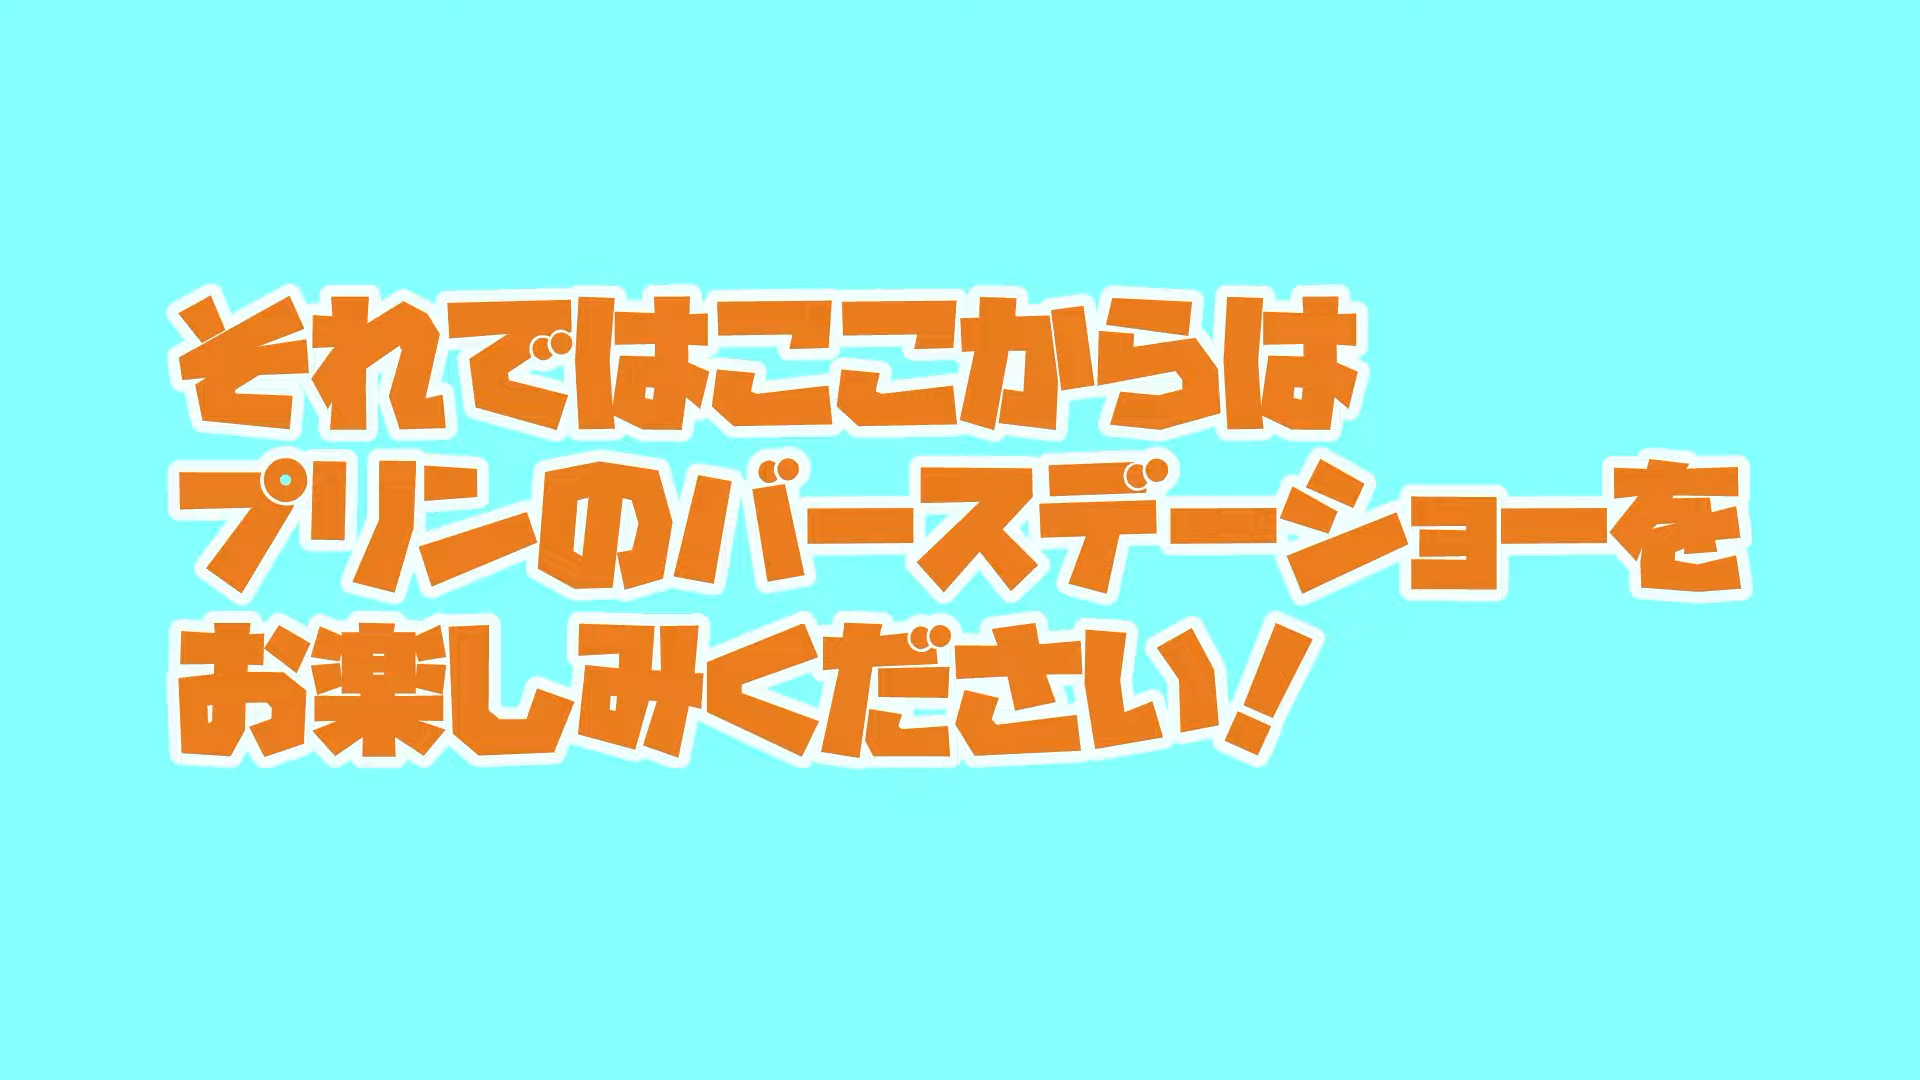 それではここからは
プリンのバースデーショーを
お楽しみください!